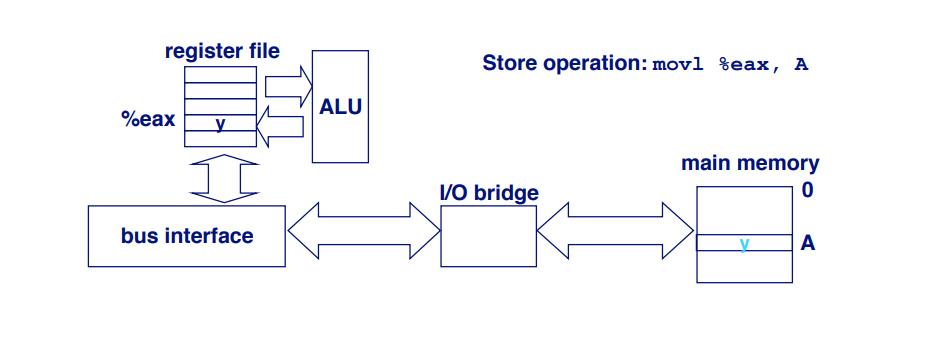 register file
Store operation: movl %eax, A
ALU
%eax
y
main memory
I/O bridge
0
bus interface
y
A